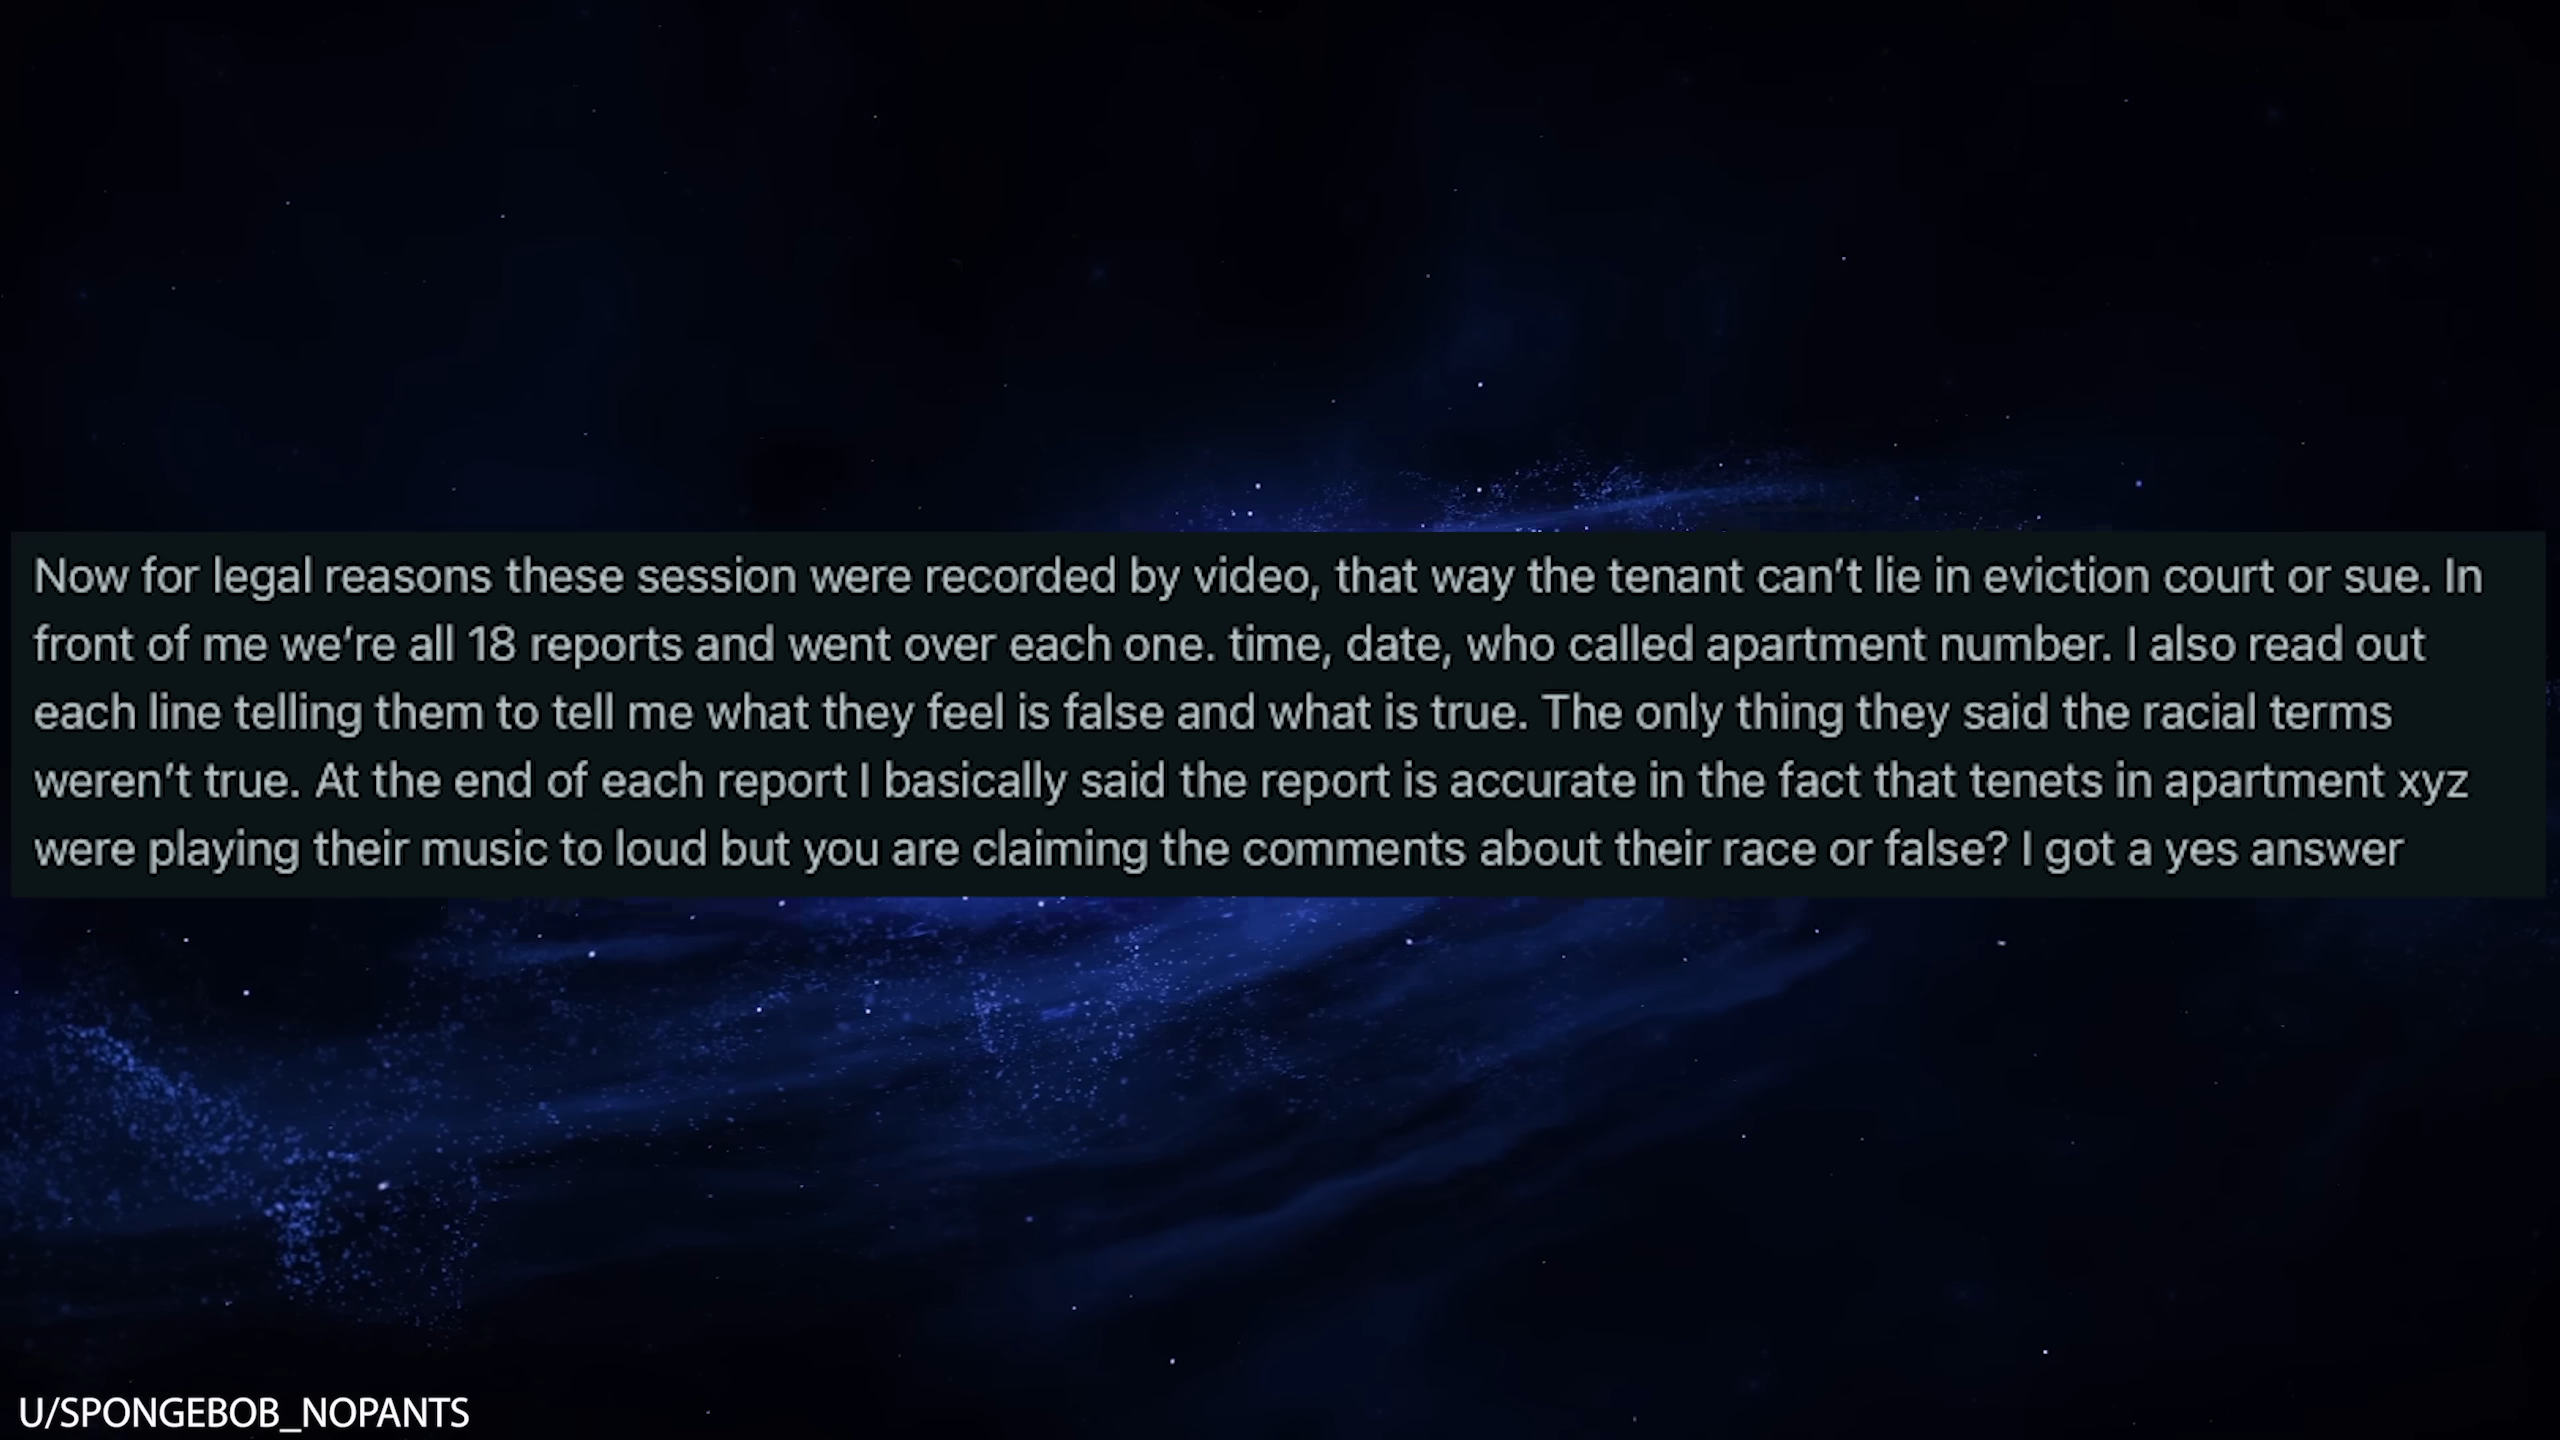 Now for legal reasons these session were recorded by video, that way the tenant can’t lie in eviction court or sue. In
front of me we’re all 18 reports and went over each one. time, date, who called apartment number. I also read out
each line telling them to tell me what they feel is false and what is true. The only thing they said the racial terms
weren’t true. At the end of each report I basically said the report is accurate in the fact that tenets in apartment xyz
were playing their music to loud but you are claiming the comments about their race or false? I got a yes answer
U/SPONGEBOB_NOPANTS